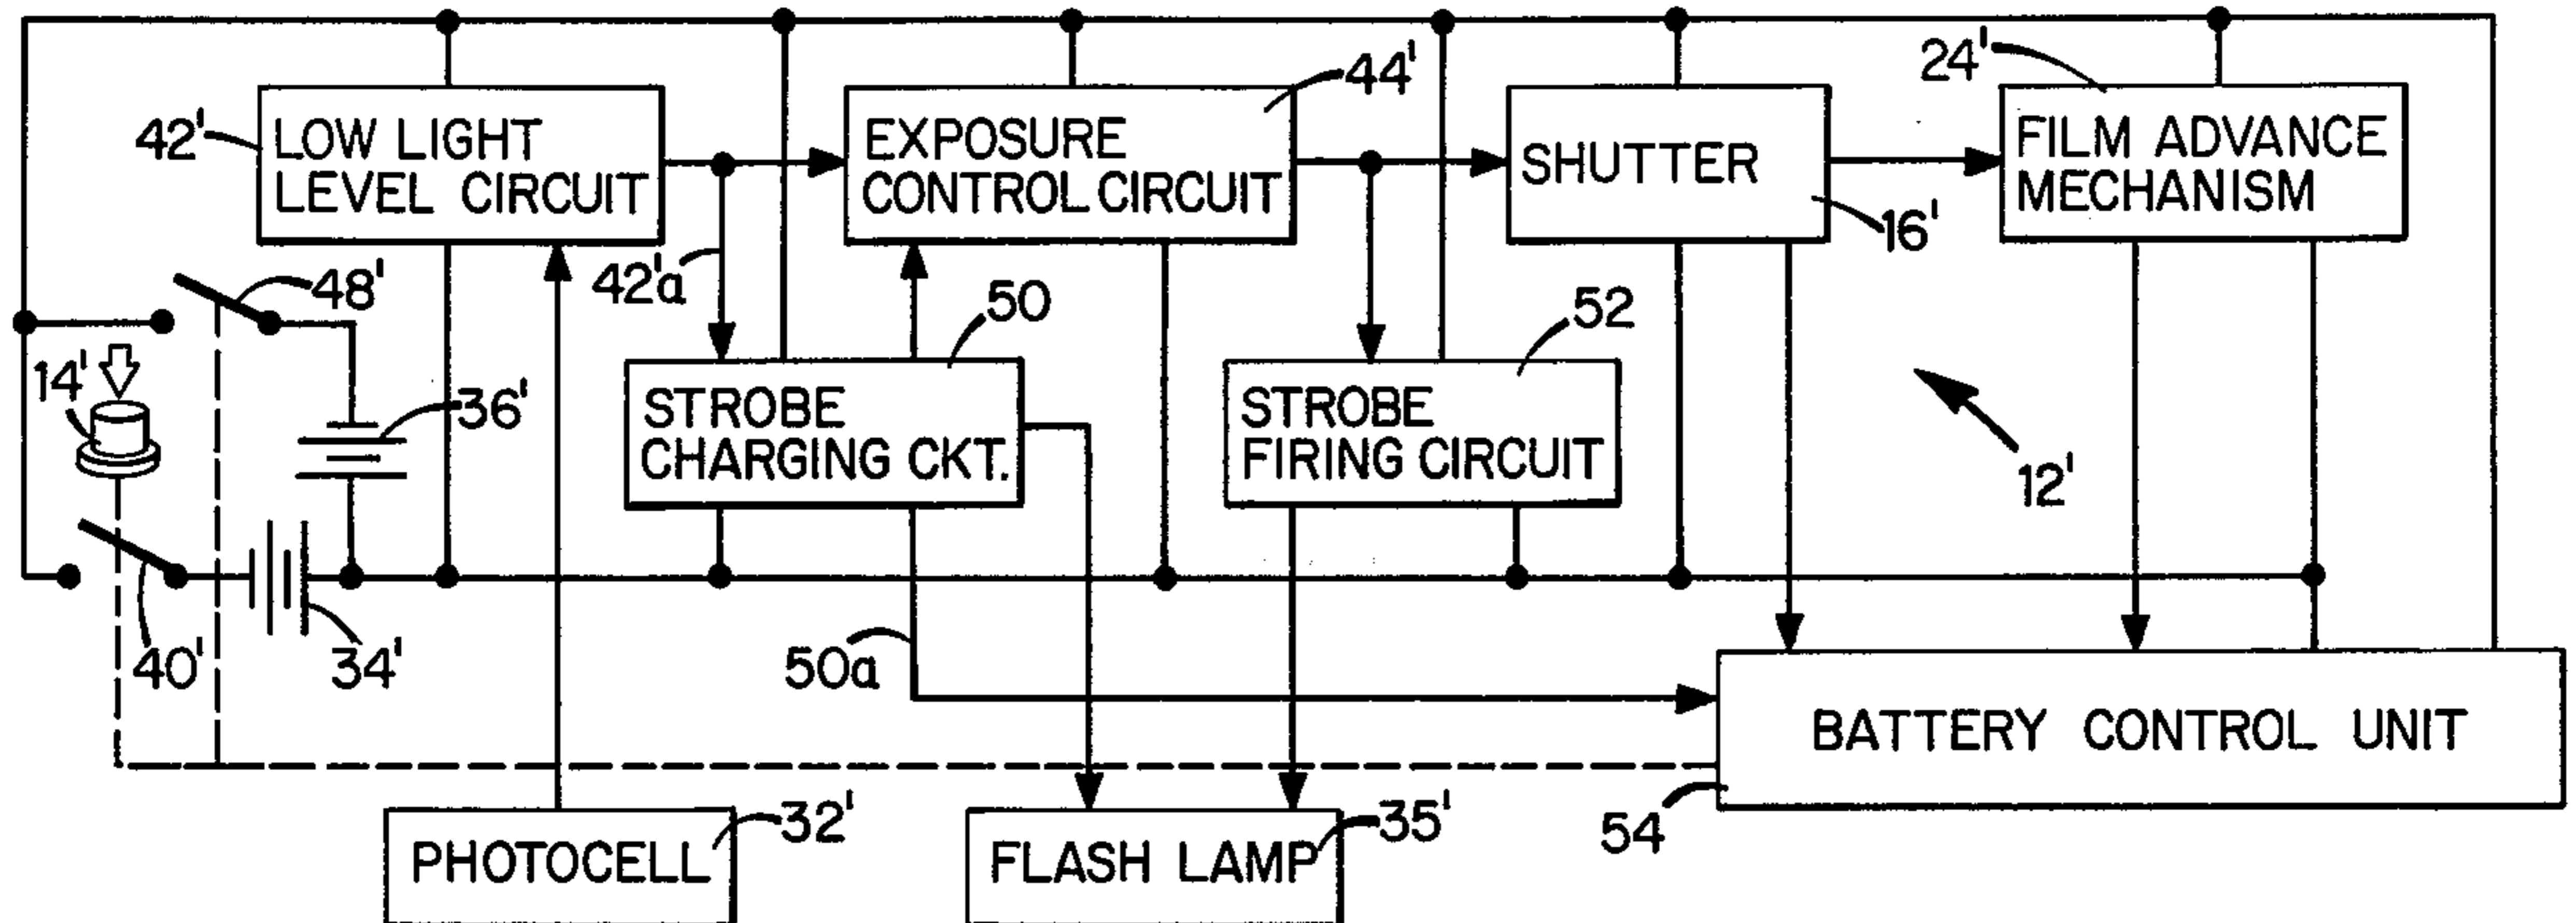 24'
44'
42'
LOW LIGHT
LEVEL CIRCUIT
EXPOSURE
CONTROL CIRCUIT
SHUTTER
FILM ADVANCE
MECHANISM
16'
48'
42'a
50
52
14'
36'
STROBE
CHARGING CKT.
STROBE
FIRING CIRCUIT
12'
40'
34'
50a
BATTERY CONTROL UNIT
54
32'
35'
PHOTOCELL
FLASH LAMP